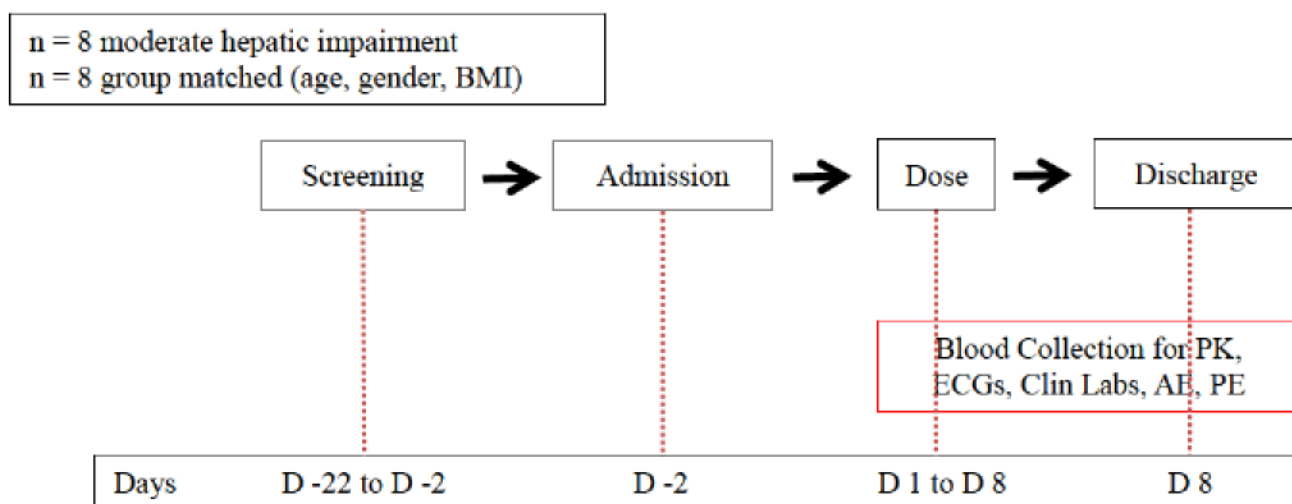 n = 8 moderate hepatic impairment
n = 8 group matched (age, gender, BMI)
Screening
Admission
Dose
Discharge
Blood Collection for PK,
ECGs, Clin Labs, AE, PE
Days D -22 to D -2 D -2 D 1 to D 8 D 8